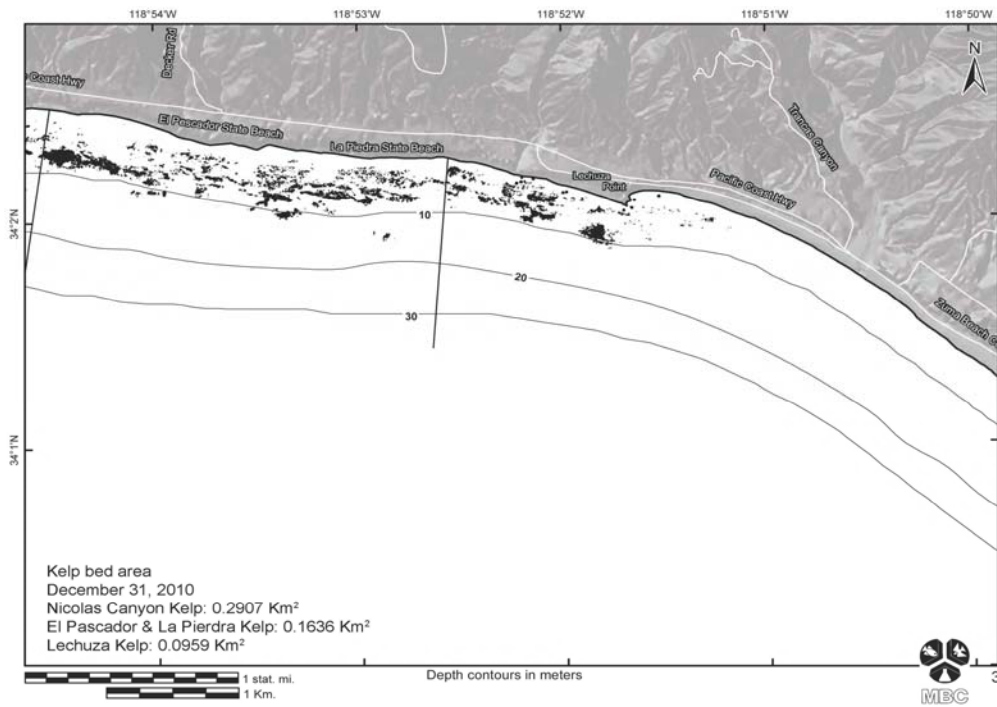 118°54'W 118°53'W 118°52'W 118°51'W 118°50'W
N
Coast Hwy
Decker Rd
El Pescador State Beach
La Piedra State Beach
Lechuza
Point
Pacific Coast Hwy
Trancas Canyon
Zuma Beach
34°2'N
34°1'N
10
20
30
Kelp bed area
December 31, 2010
Nicolas Canyon Kelp: 0.2907 Km²
El Pascador & La Pierdra Kelp: 0.1636 Km²
Lechuza Kelp: 0.0959 Km²
1 stat. mi.
1 Km.
Depth contours in meters
MBC
3